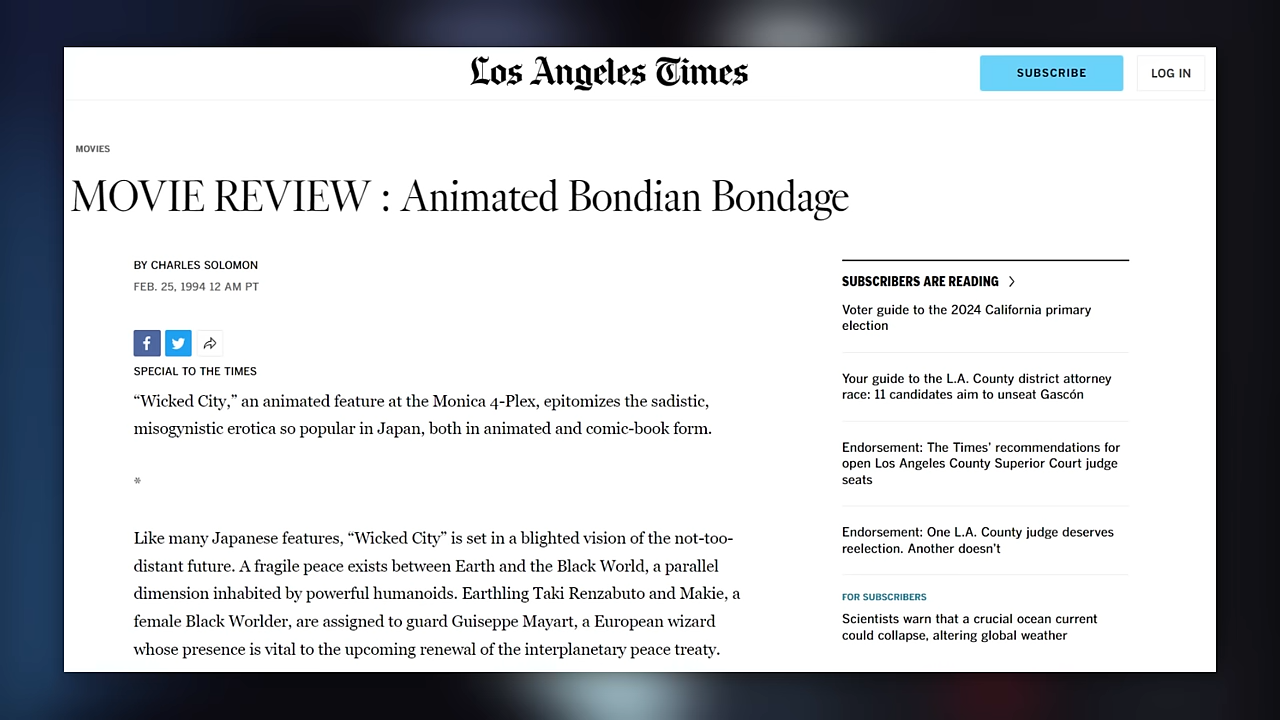 Los Angeles Times
SUBSCRIBE
LOG IN
MOVIES
MOVIE REVIEW : Animated Bondian Bondage
BY CHARLES SOLOMON
FEB. 25, 1994 12 AM PT
SPECIAL TO THE TIMES
“Wicked City,” an animated feature at the Monica 4-Plex, epitomizes the sadistic,
misogynistic erotica so popular in Japan, both in animated and comic-book form.
*
Like many Japanese features, “Wicked City” is set in a blighted vision of the not-too-
distant future. A fragile peace exists between Earth and the Black World, a parallel
dimension inhabited by powerful humanoids. Earthling Taki Renzabuto and Makie, a
female Black Worlder, are assigned to guard Guiseppe Mayart, a European wizard
whose presence is vital to the upcoming renewal of the interplanetary peace treaty.
SUBSCRIBERS ARE READING
Voter guide to the 2024 California primary
election
Your guide to the L.A. County district attorney
race: 11 candidates aim to unseat Gascón
Endorsement: The Times’ recommendations for
open Los Angeles County Superior Court judge
seats
Endorsement: One L.A. County judge deserves
reelection. Another doesn’t
FOR SUBSCRIBERS
Scientists warn that a crucial ocean current
could collapse, altering global weather